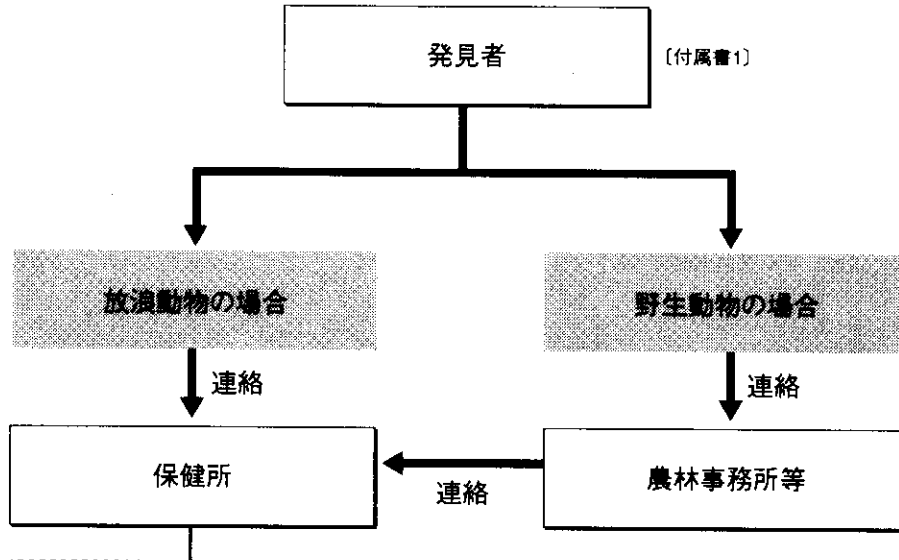 発見者
〔付属書1〕
放浪動物の場合
野生動物の場合
連絡
連絡
保健所
農林事務所等
連絡